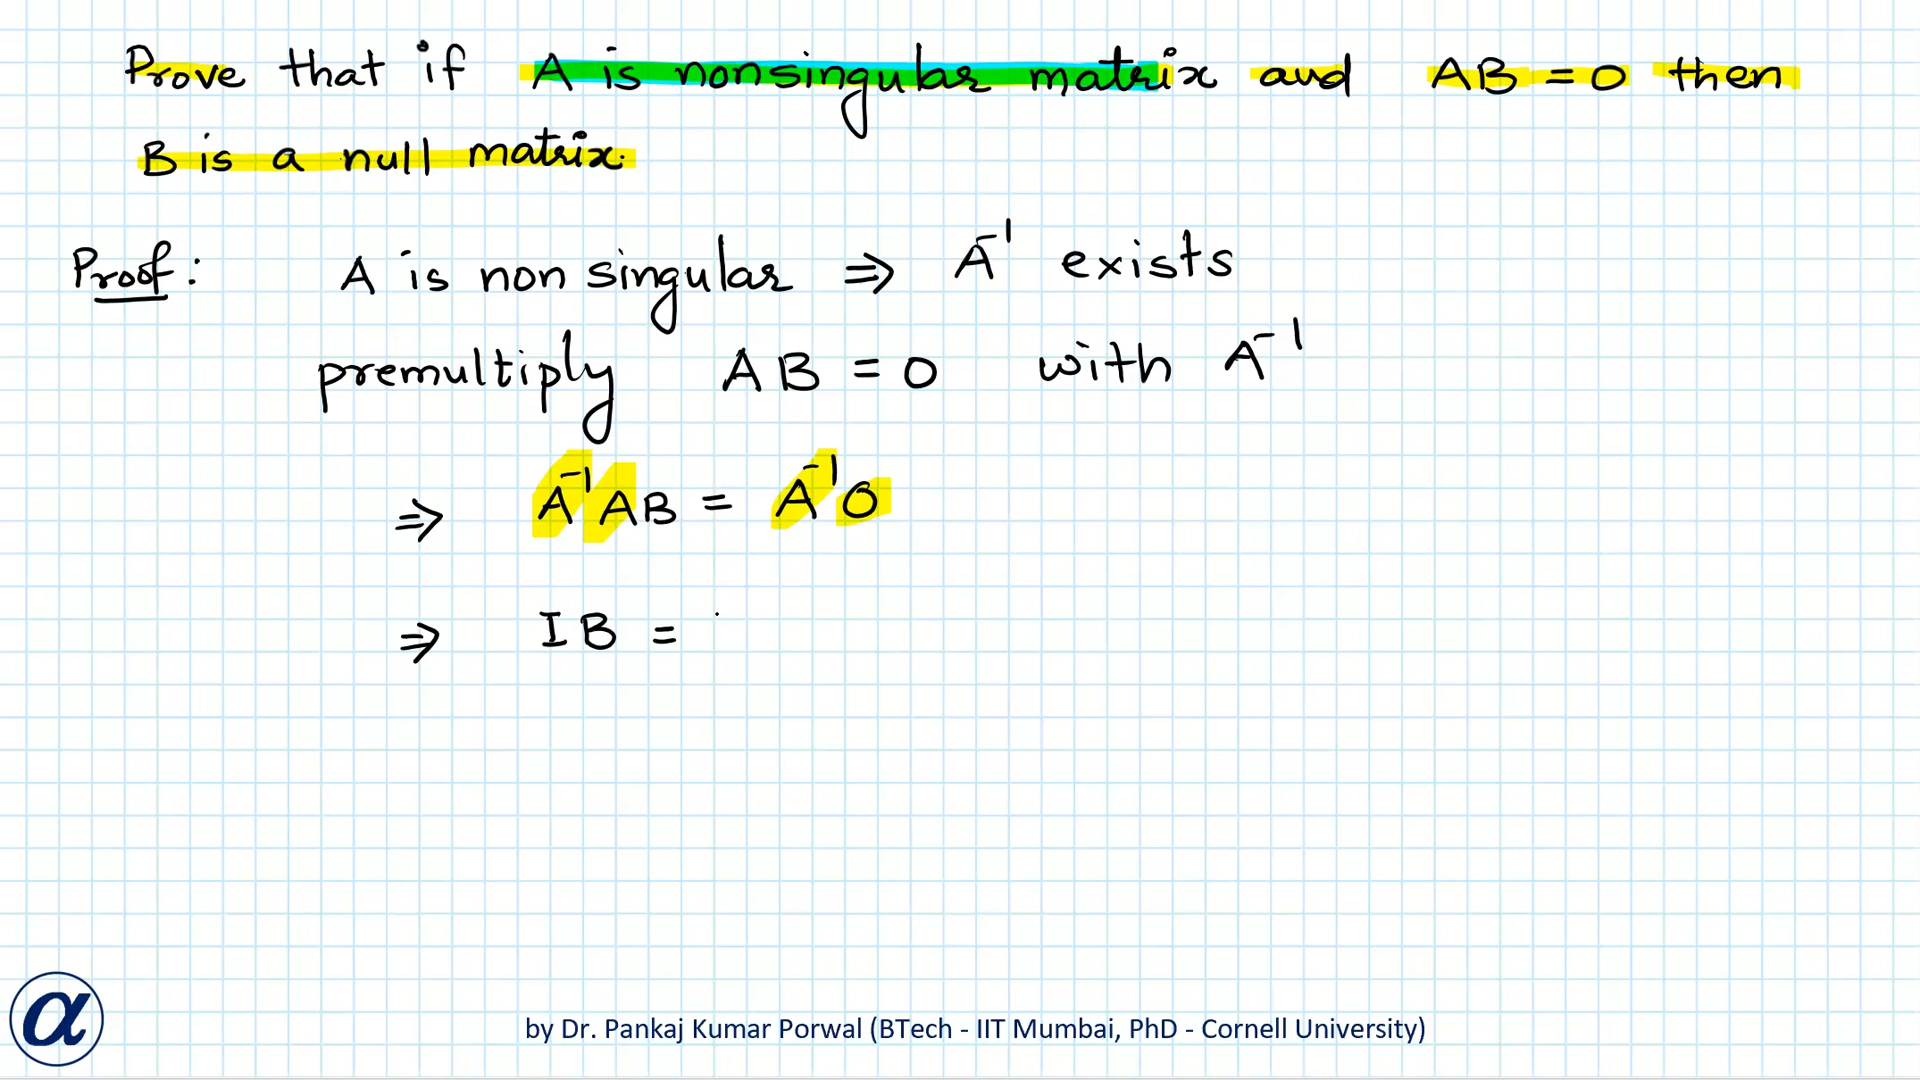 Prove that if A is nonsingular matrix and AB = 0 then
B is a null matrix.
Proof: A is non singular ⇒ A⁻¹ exists
premultiply AB = 0 with A⁻¹
⇒ A⁻¹AB = A⁻¹0
⇒ IB =
α
by Dr. Pankaj Kumar Porwal (BTech - IIT Mumbai, PhD - Cornell University)